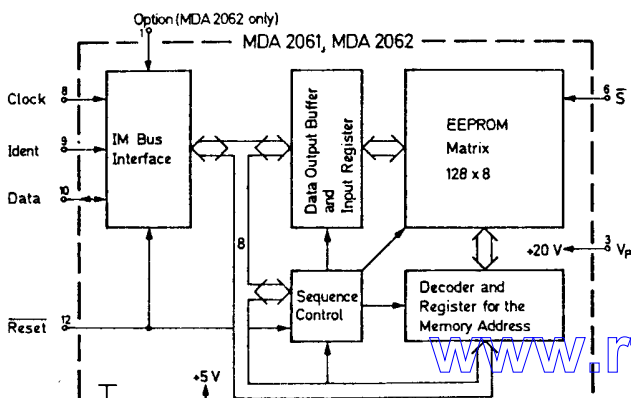 Option (MDA 2062 only)
1
MDA 2061, MDA 2062
8
Clock
9
Ident
10
Data
IM Bus
Interface
Data Output Buffer
and
Input Register
EEPROM
Matrix
128 x 8
6
S̅
3
+20 V
8
Sequence
Control
Decoder and
Register for the
Memory Address
12
R̅e̅s̅e̅t̅
+5 V
www.r